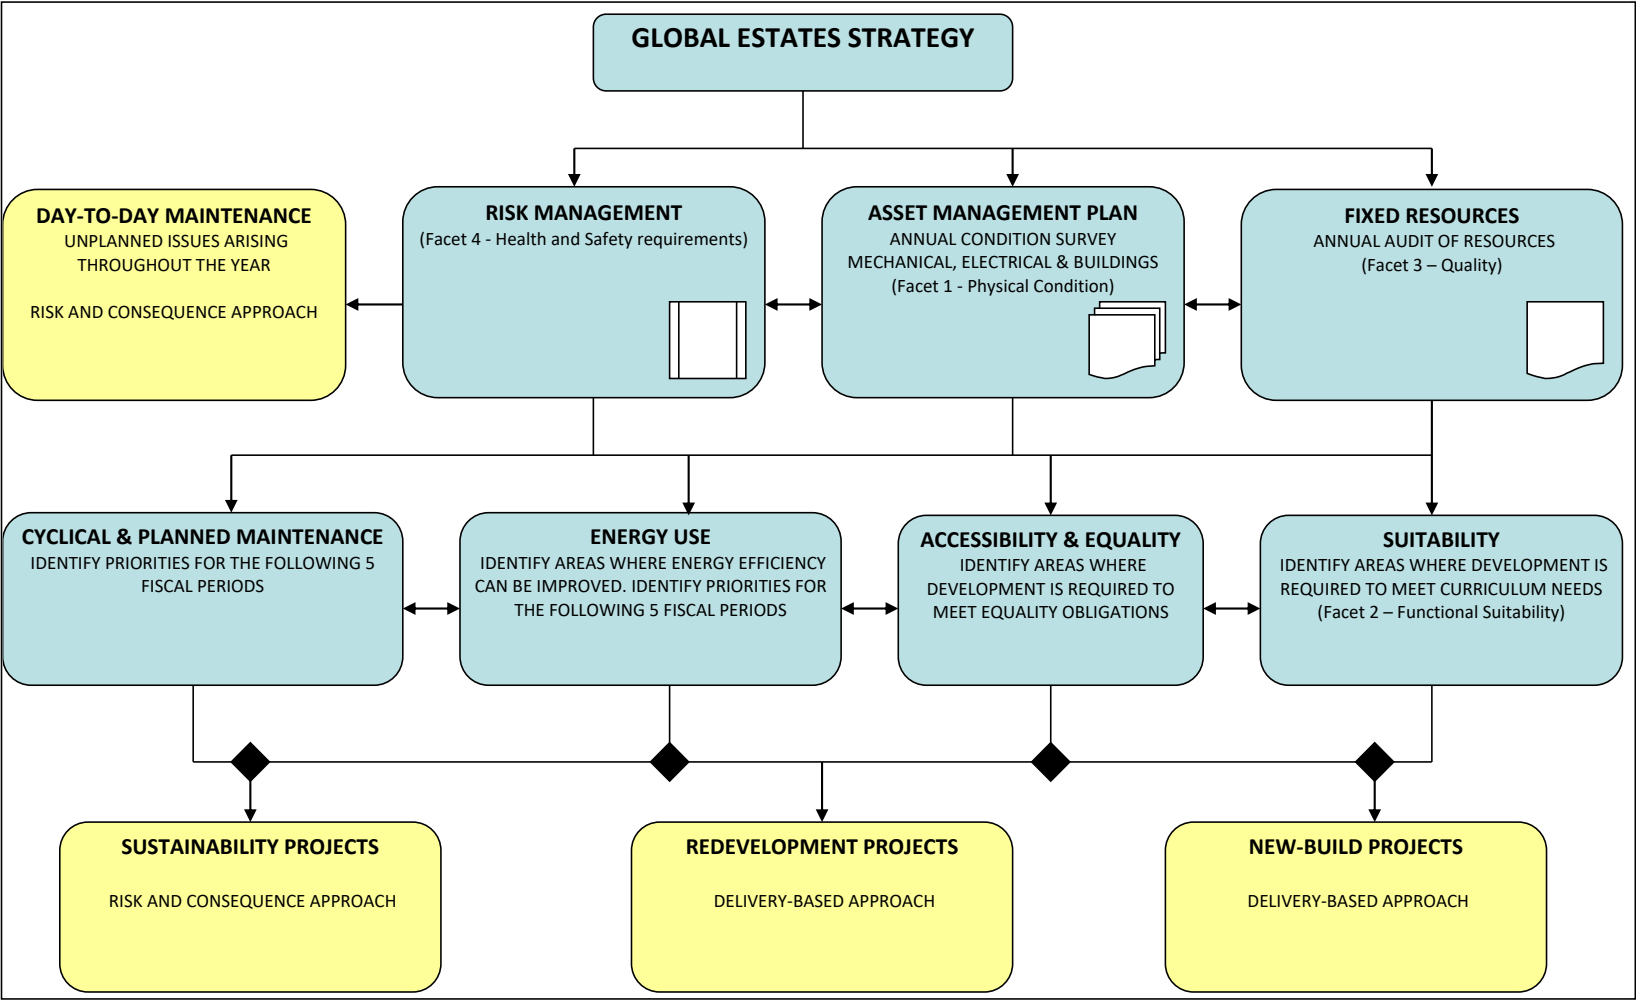 GLOBAL ESTATES STRATEGY
DAY-TO-DAY MAINTENANCE
UNPLANNED ISSUES ARISING
THROUGHOUT THE YEAR
RISK AND CONSEQUENCE APPROACH
RISK MANAGEMENT
(Facet 4 - Health and Safety requirements)
ASSET MANAGEMENT PLAN
ANNUAL CONDITION SURVEY
MECHANICAL, ELECTRICAL & BUILDINGS
(Facet 1 - Physical Condition)
FIXED RESOURCES
ANNUAL AUDIT OF RESOURCES
(Facet 3 – Quality)
CYCLICAL & PLANNED MAINTENANCE
IDENTIFY PRIORITIES FOR THE FOLLOWING 5
FISCAL PERIODS
ENERGY USE
IDENTIFY AREAS WHERE ENERGY EFFICIENCY
CAN BE IMPROVED. IDENTIFY PRIORITIES FOR
THE FOLLOWING 5 FISCAL PERIODS
ACCESSIBILITY & EQUALITY
IDENTIFY AREAS WHERE
DEVELOPMENT IS REQUIRED TO
MEET EQUALITY OBLIGATIONS
SUITABILITY
IDENTIFY AREAS WHERE DEVELOPMENT IS
REQUIRED TO MEET CURRICULUM NEEDS
(Facet 2 – Functional Suitability)
SUSTAINABILITY PROJECTS
RISK AND CONSEQUENCE APPROACH
REDEVELOPMENT PROJECTS
DELIVERY-BASED APPROACH
NEW-BUILD PROJECTS
DELIVERY-BASED APPROACH